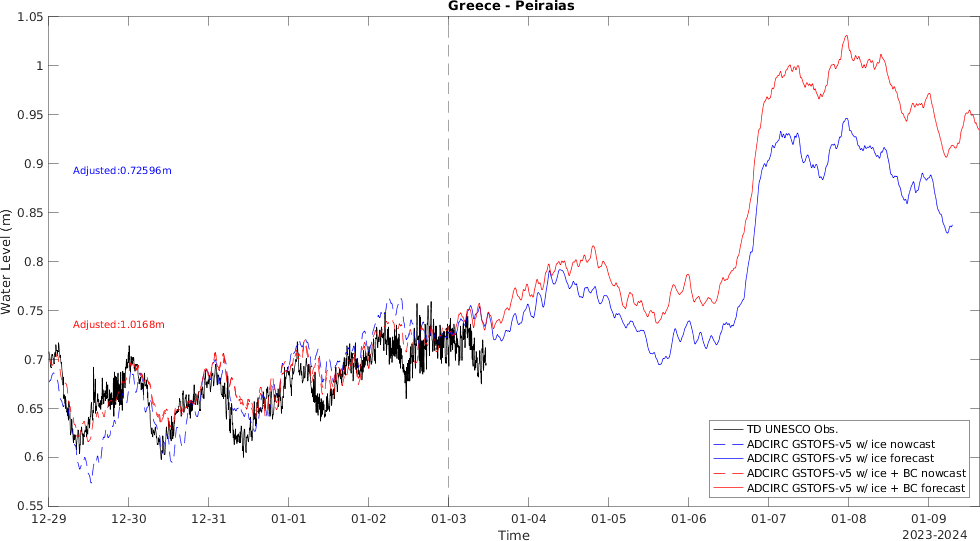 Greece - Peiraias
1.05
1
0.95
0.9
0.85
0.8
0.75
0.7
0.65
0.6
0.55
Water Level (m)
Adjusted:0.72596m
Adjusted:1.0168m
TD UNESCO Obs.
ADCIRC GSTOFS-v5 w/ ice nowcast
ADCIRC GSTOFS-v5 w/ ice forecast
ADCIRC GSTOFS-v5 w/ ice + BC nowcast
ADCIRC GSTOFS-v5 w/ ice + BC forecast
12-29 12-30 12-31 01-01 01-02 01-03 01-04 01-05 01-06 01-07 01-08 01-09
Time
2023-2024